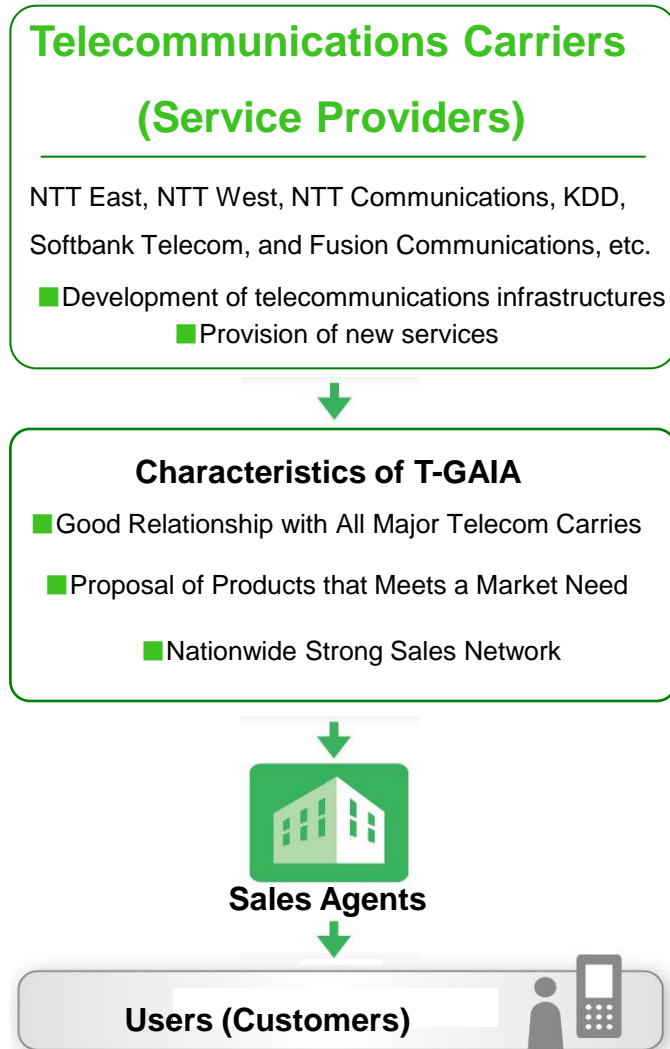 Telecommunications Carriers
(Service Providers)
NTT East, NTT West, NTT Communications, KDD,
Softbank Telecom, and Fusion Communications, etc.
■Development of telecommunications infrastructures
■Provision of new services
Characteristics of T-GAIA
■Good Relationship with All Major Telecom Carries
■Proposal of Products that Meets a Market Need
■Nationwide Strong Sales Network
Sales Agents
Users (Customers)